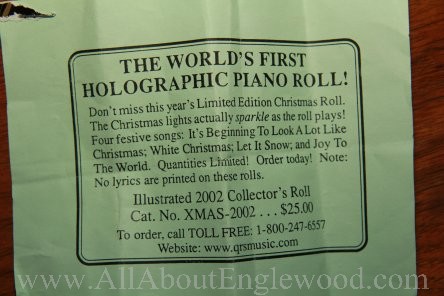 THE WORLD'S FIRST
HOLOGRAPHIC PIANO ROLL!
Don't miss this year's Limited Edition Christmas Roll.
The Christmas lights actually sparkle as the roll plays!
Four festive songs: It's Beginning To Look A Lot Like
Christmas; White Christmas; Let It Snow; and Joy To
The World. Quantities Limited! Order today! Note:
No lyrics are printed on these rolls.
Illustrated 2002 Collector's Roll
Cat. No. XMAS-2002 . . . $25.00
To order, call TOLL FREE: 1-800-247-6557
Website: www.qrsmusic.com
www.AllAboutEnglewood.com